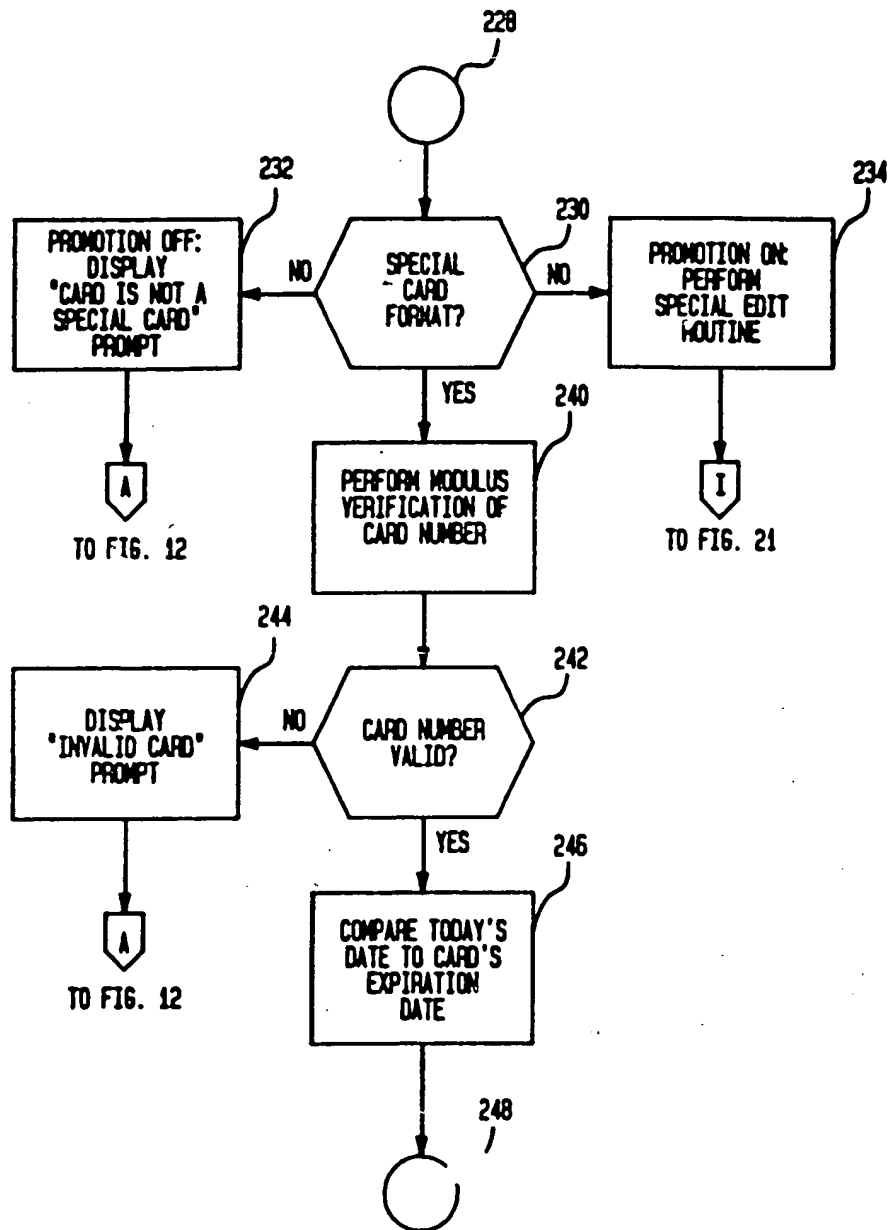 228
232
PROMOTION OFF:
DISPLAY
"CARD IS NOT A
SPECIAL CARD"
PROMPT
NO
230
SPECIAL
CARD
FORMAT?
NO
234
PROMOTION ON:
PERFORM
SPECIAL EDIT
ROUTINE
YES
A
TO FIG. 12
240
PERFORM MODULUS
VERIFICATION OF
CARD NUMBER
I
TO FIG. 21
244
DISPLAY
"INVALID CARD"
PROMPT
NO
242
CARD NUMBER
VALID?
YES
A
TO FIG. 12
246
COMPARE TODAY'S
DATE TO CARD'S
EXPIRATION
DATE
248